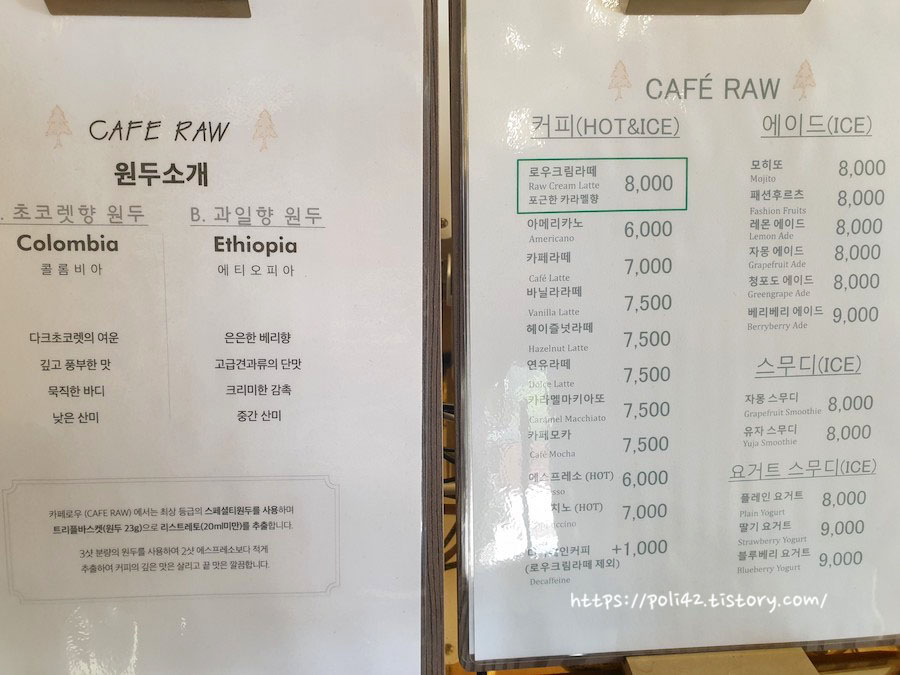 CAFE RAW
원두소개
. 초코렛향 원두
Colombia
콜롬비아
다크초코렛의 여운
깊고 풍부한 맛
묵직한 바디
낮은 산미
B. 과일향 원두
Ethiopia
에티오피아
은은한 베리향
고급견과류의 단맛
크리미한 감촉
중간 산미
카페로우 (CAFE RAW) 에서는 최상 등급의 스페셜티원두를 사용하며
트리플바스켓(원두 23g)으로 리스트레토(20ml미만)를 추출합니다.
3샷 분량의 원두를 사용하여 2샷 에스프레소보다 적게
추출하여 커피의 깊은 맛은 살리고 끝 맛은 깔끔합니다.
CAFÉ RAW
커피(HOT&ICE)
로우크림라떼
Raw Cream Latte 8,000
포근한 카라멜향
아메리카노 6,000
Americano
카페라떼 7,000
Café Latte
바닐라라떼 7,500
Vanilla Latte
헤이즐넛라떼 7,500
Hazelnut Latte
연유라떼 7,500
Dolce Latte
카라멜마키아또 7,500
Caramel Macchiato
카페모카 7,500
Café Mocha
에스프레소 (HOT) 6,000
sso
치노 (HOT) 7,000
ccino
인커피 +1,000
(로우크림라떼 제외)
Decaffeine
에이드(ICE)
모히또 8,000
Mojito
패션후르츠 8,000
Fashion Fruits
레몬 에이드 8,000
Lemon Ade
자몽 에이드 8,000
Grapefruit Ade
청포도 에이드 8,000
Greengrape Ade
베리베리 에이드 9,000
Berryberry Ade
스무디(ICE)
자몽 스무디 8,000
Grapefruit Smoothie
유자 스무디 8,000
Yuja Smoothie
요거트 스무디(ICE)
플레인 요거트 8,000
Plain Yogurt
딸기 요거트 9,000
Strawberry Yogurt
블루베리 요거트 9,000
Blueberry Yogurt
https://poli42.tistory.com/